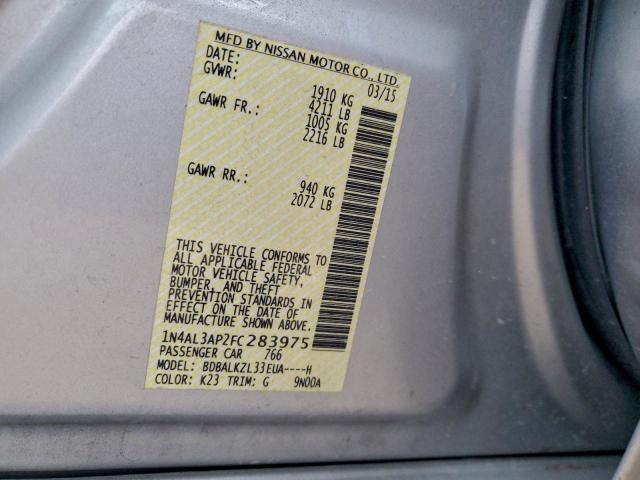 MFD BY NISSAN MOTOR CO., LTD.
DATE: 03/15
GVWR: 1910 KG
4211 LB
GAWR FR.: 1005 KG
2216 LB
GAWR RR.: 940 KG
2072 LB
THIS VEHICLE CONFORMS TO
ALL APPLICABLE FEDERAL
MOTOR VEHICLE SAFETY,
BUMPER, AND THEFT
PREVENTION STANDARDS IN
EFFECT ON THE DATE OF
MANUFACTURE SHOWN ABOVE.
1N4AL3AP2FC283975
PASSENGER CAR 766
MODEL: BDBALKZL33EUA----H
COLOR: K23 TRIM: G 9N00A